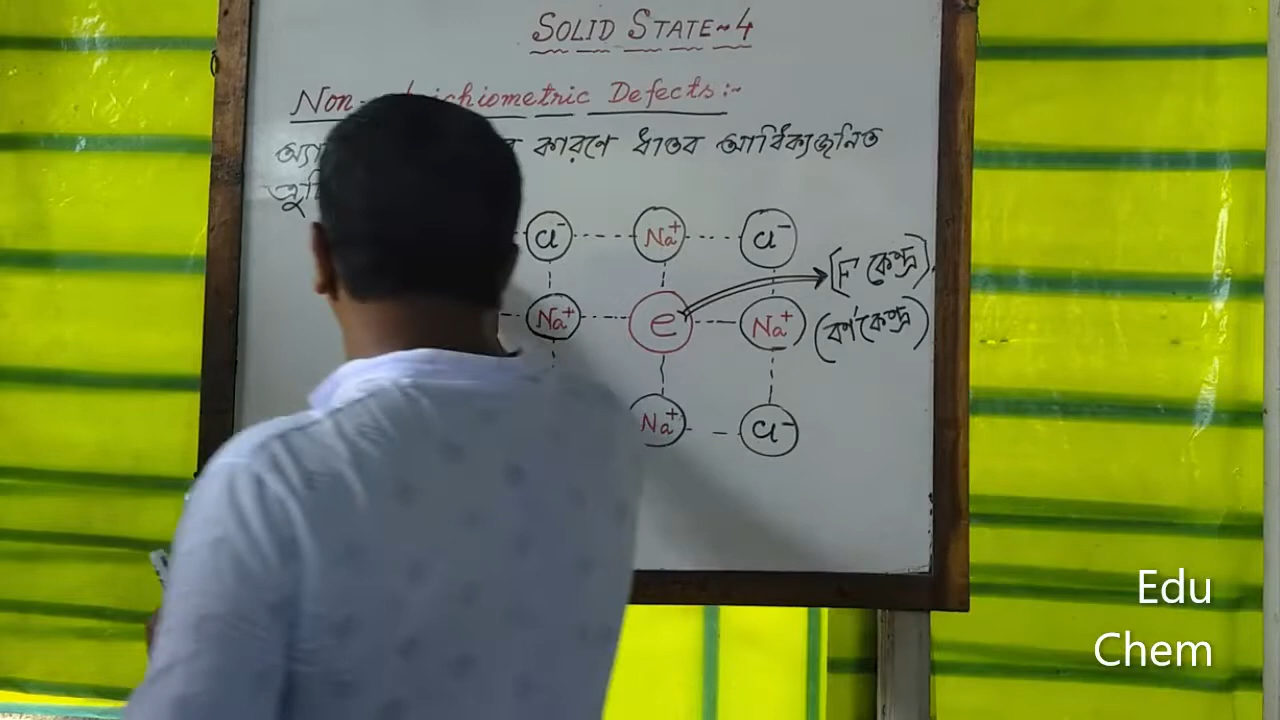 SOLID STATE~4
Non- ichiometric Defects:~
কারণে ধাতব আধিক্যজনিত
Cl⁻ Na⁺ Cl⁻
(F কেন্দ্র)
Na⁺ e Na⁺
(বর্ণকেন্দ্র)
Na⁺ Cl⁻
Edu
Chem